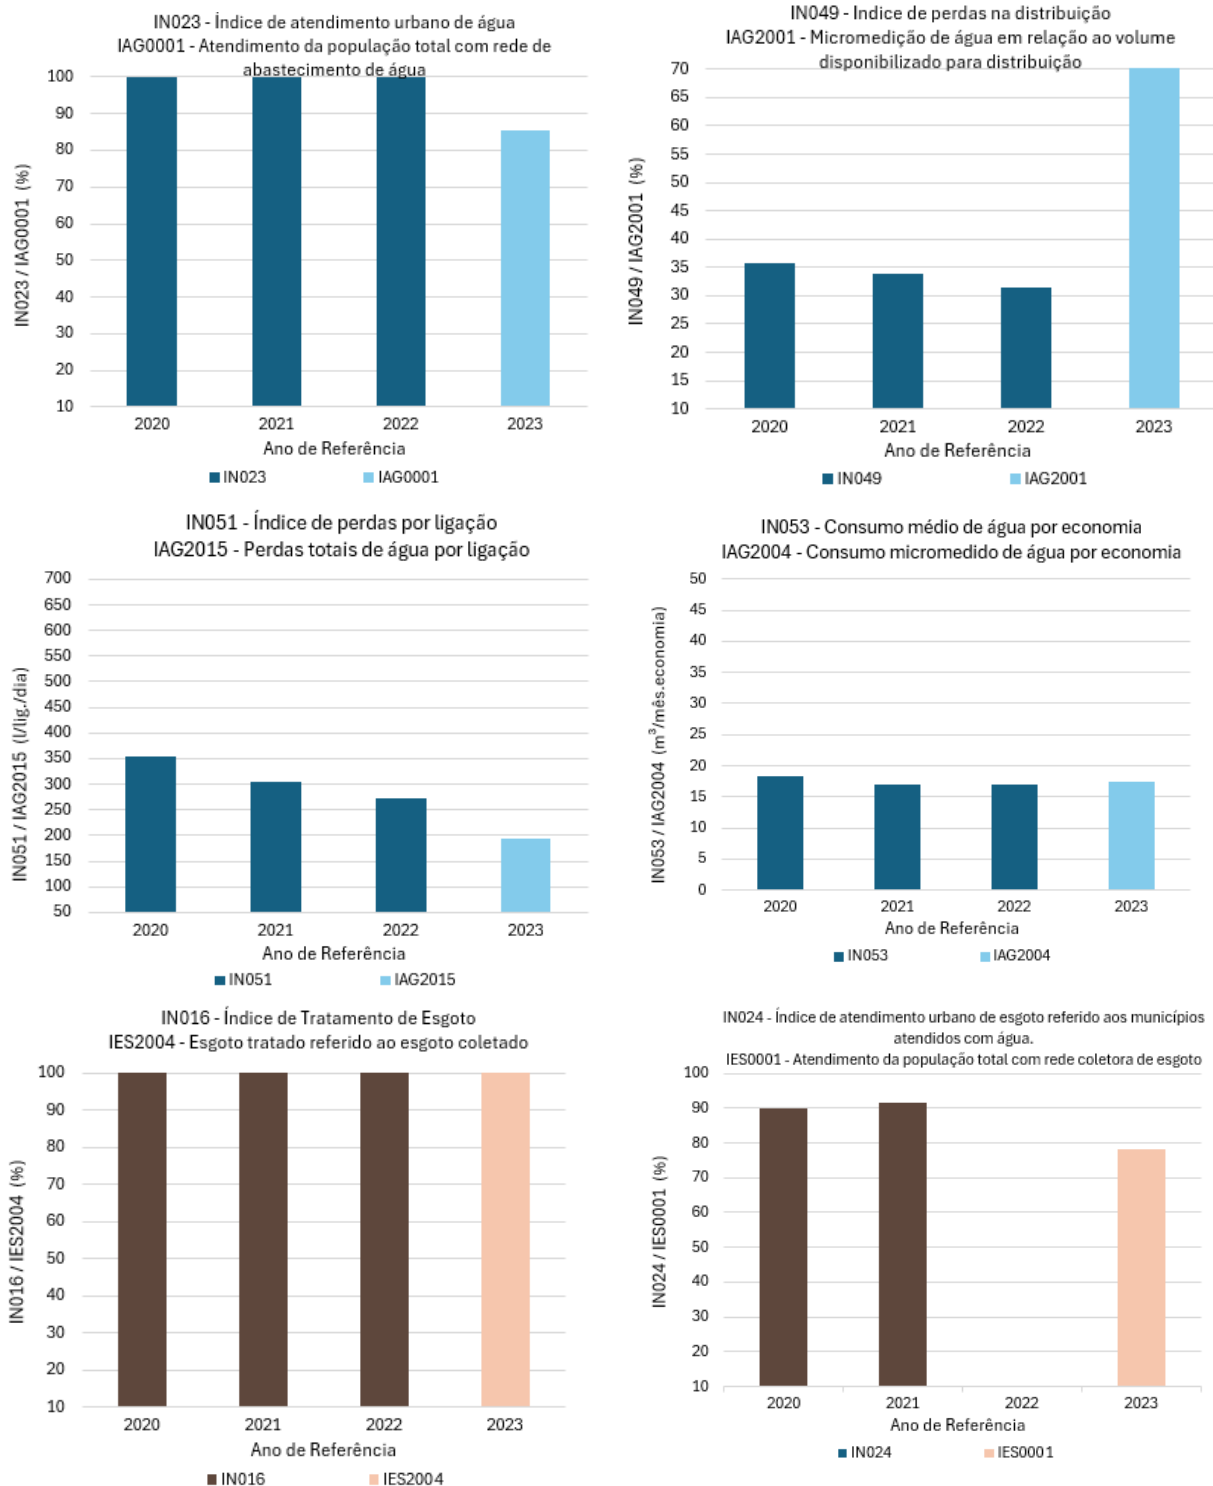 IN023 - Índice de atendimento urbano de água
IAG0001 - Atendimento da população total com rede de
abastecimento de água
100
90
80
70
60
50
40
30
20
10
IN023 / IAG0001 (%)
2020
2021
2022
2023
Ano de Referência
IN023
IAG0001
IN049 - Indice de perdas na distribuição
IAG2001 - Micromedição de água em relação ao volume
disponibilizado para distribuição
70
65
60
55
50
45
40
35
30
25
20
15
10
IN049 / IAG2001 (%)
2020
2021
2022
2023
Ano de Referência
IN049
IAG2001
IN051 - Índice de perdas por ligação
IAG2015 - Perdas totais de água por ligação
700
650
600
550
500
450
400
350
300
250
200
150
100
50
IN051 / IAG2015 (l/lig./dia)
2020
2021
2022
2023
Ano de Referência
IN051
IAG2015
IN053 - Consumo médio de água por economia
IAG2004 - Consumo micromedido de água por economia
50
45
40
35
30
25
20
15
10
5
0
IN053 / IAG2004 (m³/mês.economia)
2020
2021
2022
2023
Ano de Referência
IN053
IAG2004
IN016 - Índice de Tratamento de Esgoto
IES2004 - Esgoto tratado referido ao esgoto coletado
100
90
80
70
60
50
40
30
20
10
IN016 / IES2004 (%)
2020
2021
2022
2023
Ano de Referência
IN016
IES2004
IN024 - Índice de atendimento urbano de esgoto referido aos municípios
atendidos com água.
IES0001 - Atendimento da população total com rede coletora de esgoto
100
90
80
70
60
50
40
30
20
10
IN024 / IES0001 (%)
2020
2021
2022
2023
Ano de Referência
IN024
IES0001